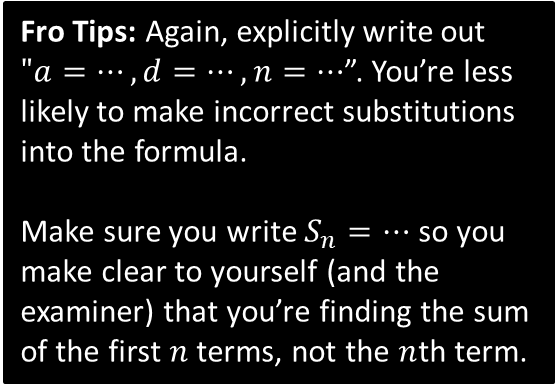 Fro Tips: Again, explicitly write out
"a = ⋯ , d = ⋯ , n = ⋯”. You’re less
likely to make incorrect substitutions
into the formula.
Make sure you write Sₙ = ⋯ so you
make clear to yourself (and the
examiner) that you’re finding the sum
of the first n terms, not the nth term.